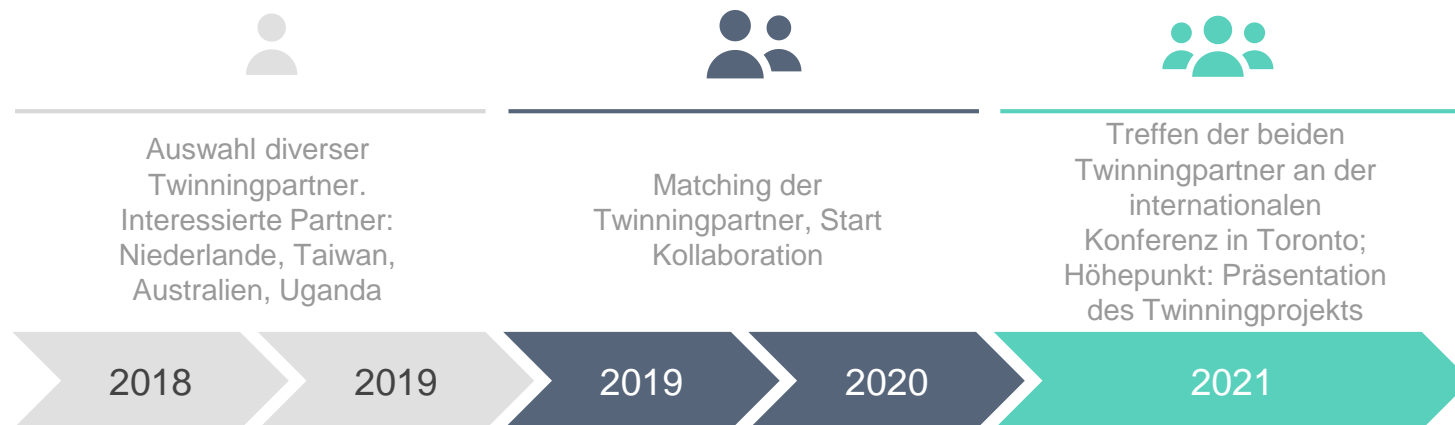 Auswahl diverser
Twinningpartner.
Interessierte Partner:
Niederlande, Taiwan,
Australien, Uganda
Matching der
Twinningpartner, Start
Kollaboration
Treffen der beiden
Twinningpartner an der
internationalen
Konferenz in Toronto;
Höhepunkt: Präsentation
des Twinningprojekts
2018
2019
2019
2020
2021